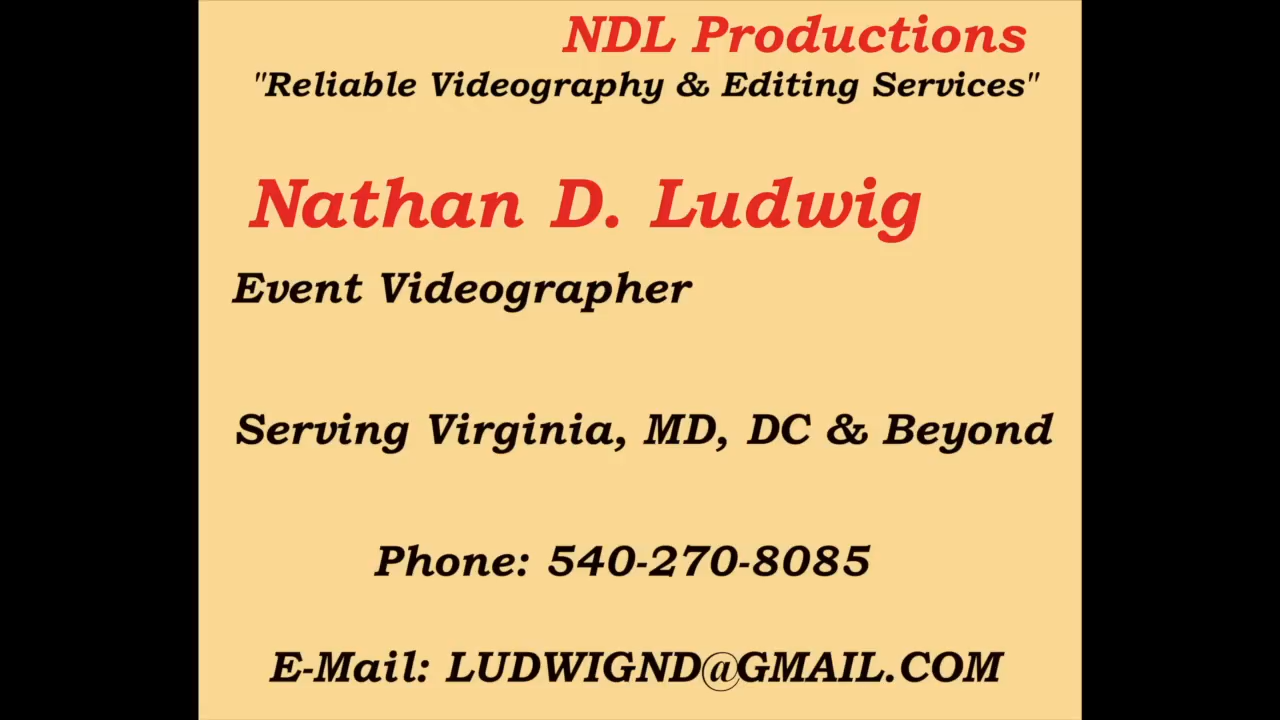 NDL Productions
"Reliable Videography & Editing Services"
Nathan D. Ludwig
Event Videographer
Serving Virginia, MD, DC & Beyond
Phone: 540-270-8085
E-Mail: LUDWIGND@GMAIL.COM